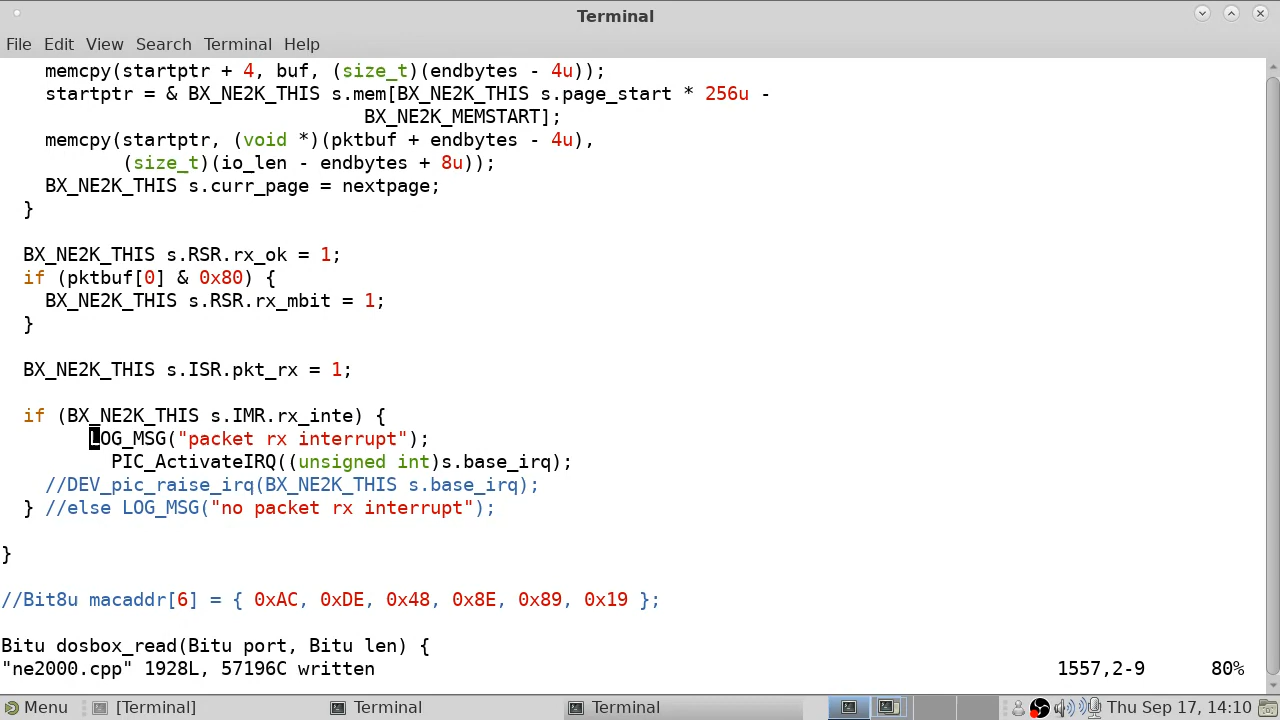 Terminal
File Edit View Search Terminal Help
    memcpy(startptr + 4, buf, (size_t)(endbytes - 4u));
    startptr = & BX_NE2K_THIS s.mem[BX_NE2K_THIS s.page_start * 256u -
                                 BX_NE2K_MEMSTART];
    memcpy(startptr, (void *)(pktbuf + endbytes - 4u),
           (size_t)(io_len - endbytes + 8u));
    BX_NE2K_THIS s.curr_page = nextpage;
  }
  BX_NE2K_THIS s.RSR.rx_ok = 1;
  if (pktbuf[0] & 0x80) {
    BX_NE2K_THIS s.RSR.rx_mbit = 1;
  }
  BX_NE2K_THIS s.ISR.pkt_rx = 1;
  if (BX_NE2K_THIS s.IMR.rx_inte) {
        LOG_MSG("packet rx interrupt");
          PIC_ActivateIRQ((unsigned int)s.base_irq);
    //DEV_pic_raise_irq(BX_NE2K_THIS s.base_irq);
  } //else LOG_MSG("no packet rx interrupt");
}
//Bit8u macaddr[6] = { 0xAC, 0xDE, 0x48, 0x8E, 0x89, 0x19 };
Bitu dosbox_read(Bitu port, Bitu len) {
"ne2000.cpp" 1928L, 57196C written 1557,2-9 80%
Menu [Terminal] Terminal Terminal Thu Sep 17, 14:10